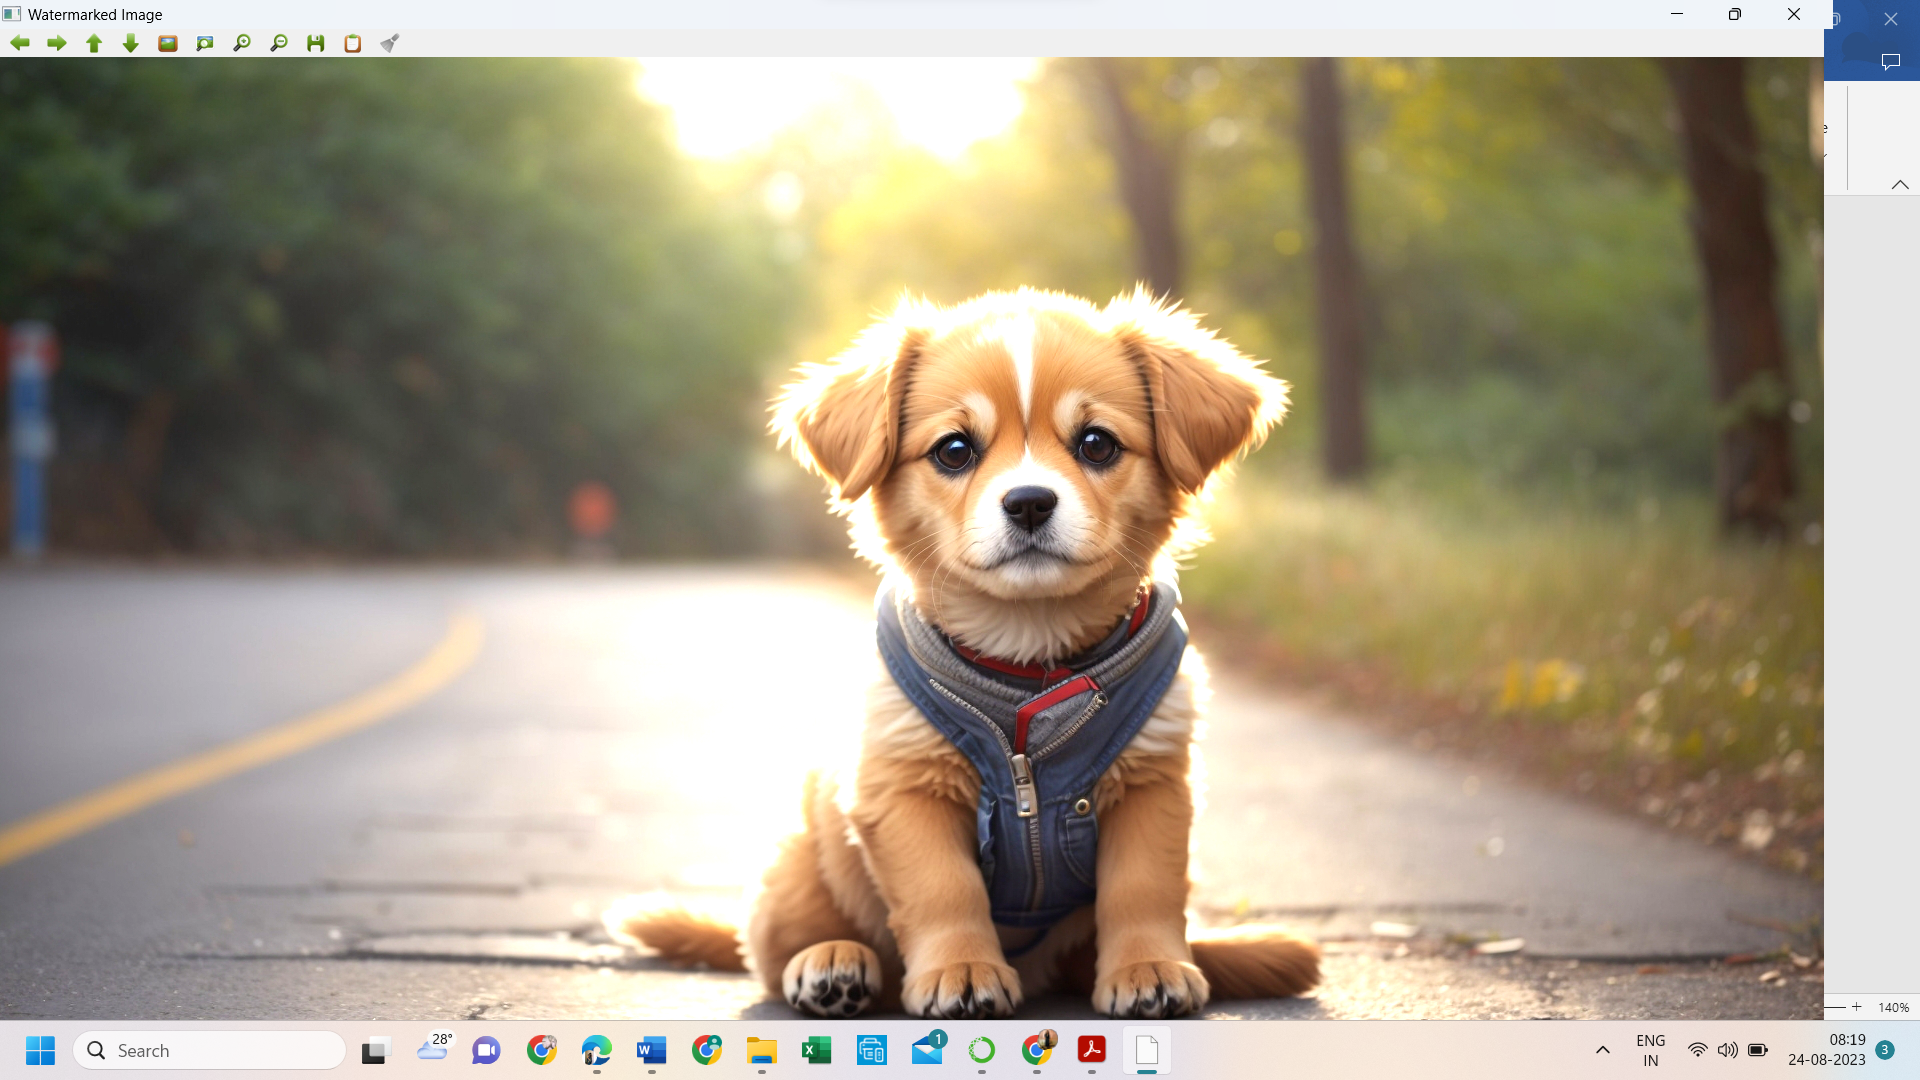 Watermarked Image
e
140%
Search
28°
1
ENG
IN
08:19
24-08-2023
3